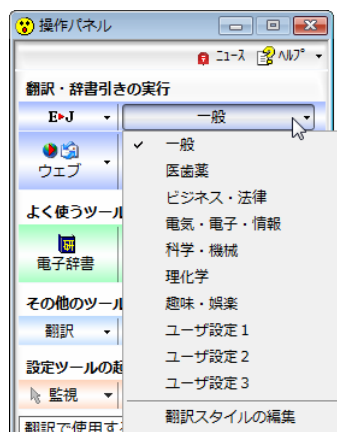 操作パネル
ニュース ヘルプ
翻訳・辞書引きの実行
E▸J 一般
ウェブ
✓ 一般
医歯薬
ビジネス・法律
電気・電子・情報
科学・機械
理化学
趣味・娯楽
ユーザ設定1
ユーザ設定2
ユーザ設定3
翻訳スタイルの編集
よく使うツール
電子辞書
その他のツー
翻訳
設定ツールの起
監視
翻訳で使用す